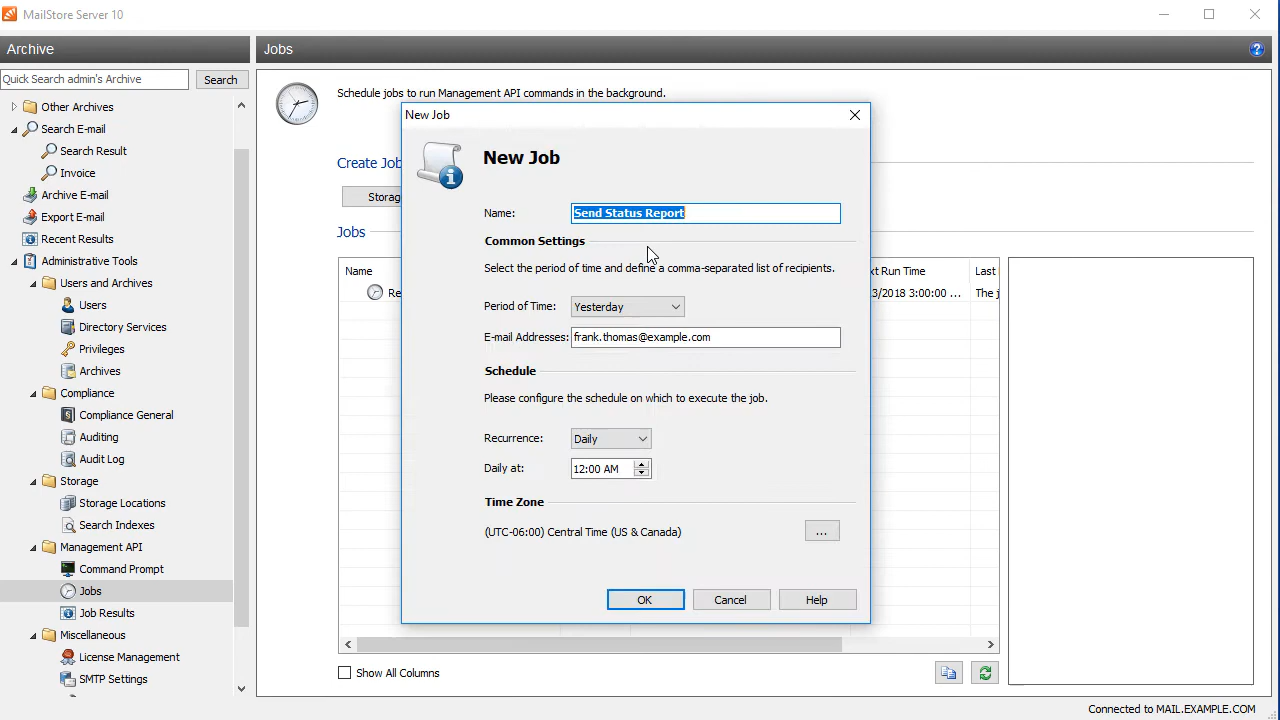 MailStore Server 10
Archive
Jobs
Quick Search admin's Archive
Search
Other Archives
Search E-mail
Search Result
Invoice
Archive E-mail
Export E-mail
Recent Results
Administrative Tools
Users and Archives
Users
Directory Services
Privileges
Archives
Compliance
Compliance General
Auditing
Audit Log
Storage
Storage Locations
Search Indexes
Management API
Command Prompt
Jobs
Job Results
Miscellaneous
License Management
SMTP Settings
Schedule jobs to run Management API commands in the background.
Create Job
Storag
Jobs
Name
xt Run Time
Last
Re
3/2018 3:00:00 ...
The j
Show All Columns
New Job
New Job
Name: Send Status Report
Common Settings
Select the period of time and define a comma-separated list of recipients.
Period of Time: Yesterday
E-mail Addresses: frank.thomas@example.com
Schedule
Please configure the schedule on which to execute the job.
Recurrence: Daily
Daily at: 12:00 AM
Time Zone
(UTC-06:00) Central Time (US & Canada)
...
OK Cancel Help
Connected to MAIL.EXAMPLE.COM